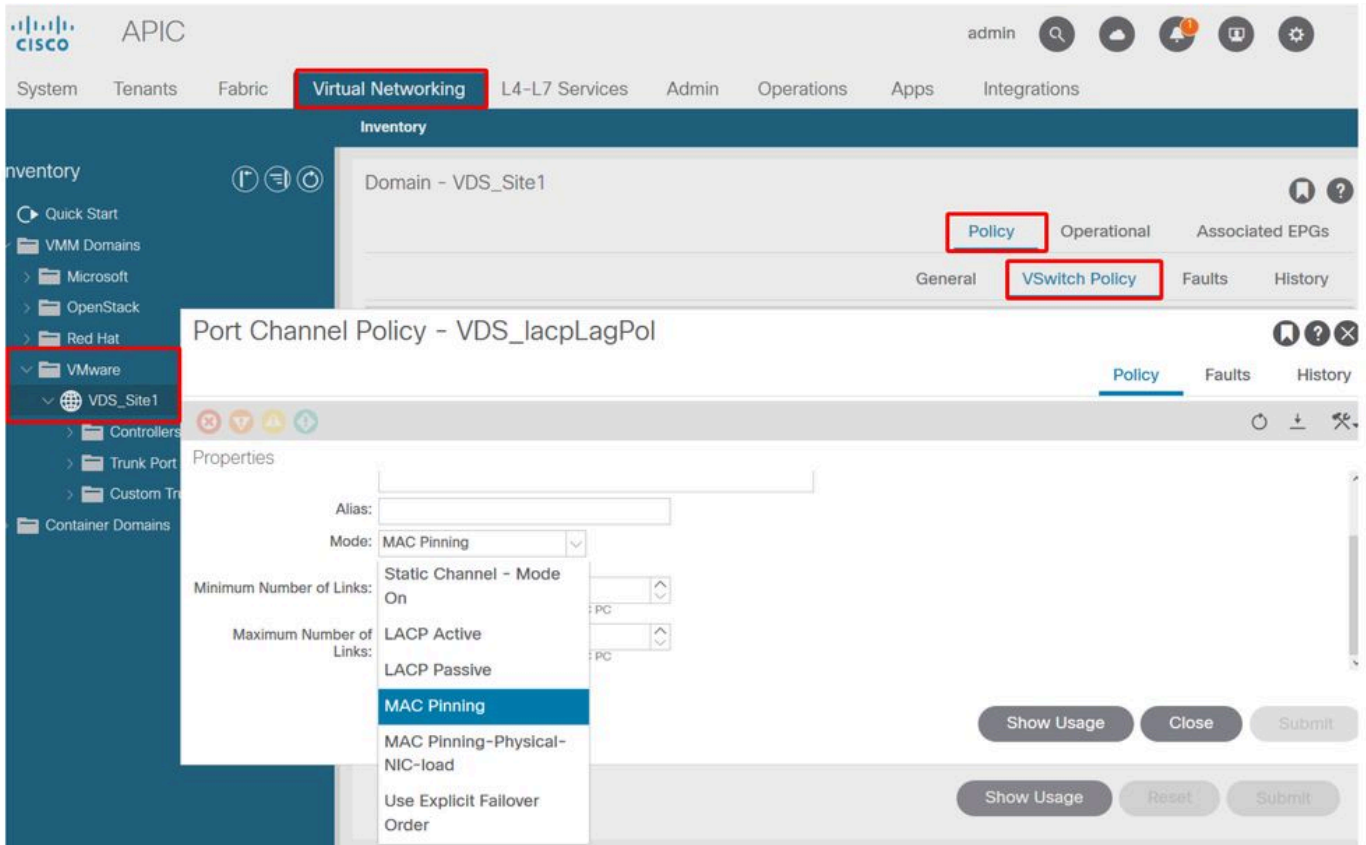 CISCO
APIC
admin
1
System Tenants Fabric Virtual Networking L4-L7 Services Admin Operations Apps Integrations
Inventory
nventory
Domain - VDS_Site1
Quick Start
Policy Operational Associated EPGs
VMM Domains
Microsoft
General VSwitch Policy Faults History
OpenStack
Red Hat
Port Channel Policy - VDS_lacpLagPol
VMware
Policy Faults History
VDS_Site1
Controllers
Trunk Port
Properties
Custom Tru
Container Domains
Alias:
Mode: MAC Pinning
Static Channel - Mode
On
Minimum Number of Links:
PC
LACP Active
Maximum Number of
Links:
PC
LACP Passive
MAC Pinning
MAC Pinning-Physical-
NIC-load
Show Usage Close Submit
Use Explicit Failover
Order
Show Usage Reset Submit